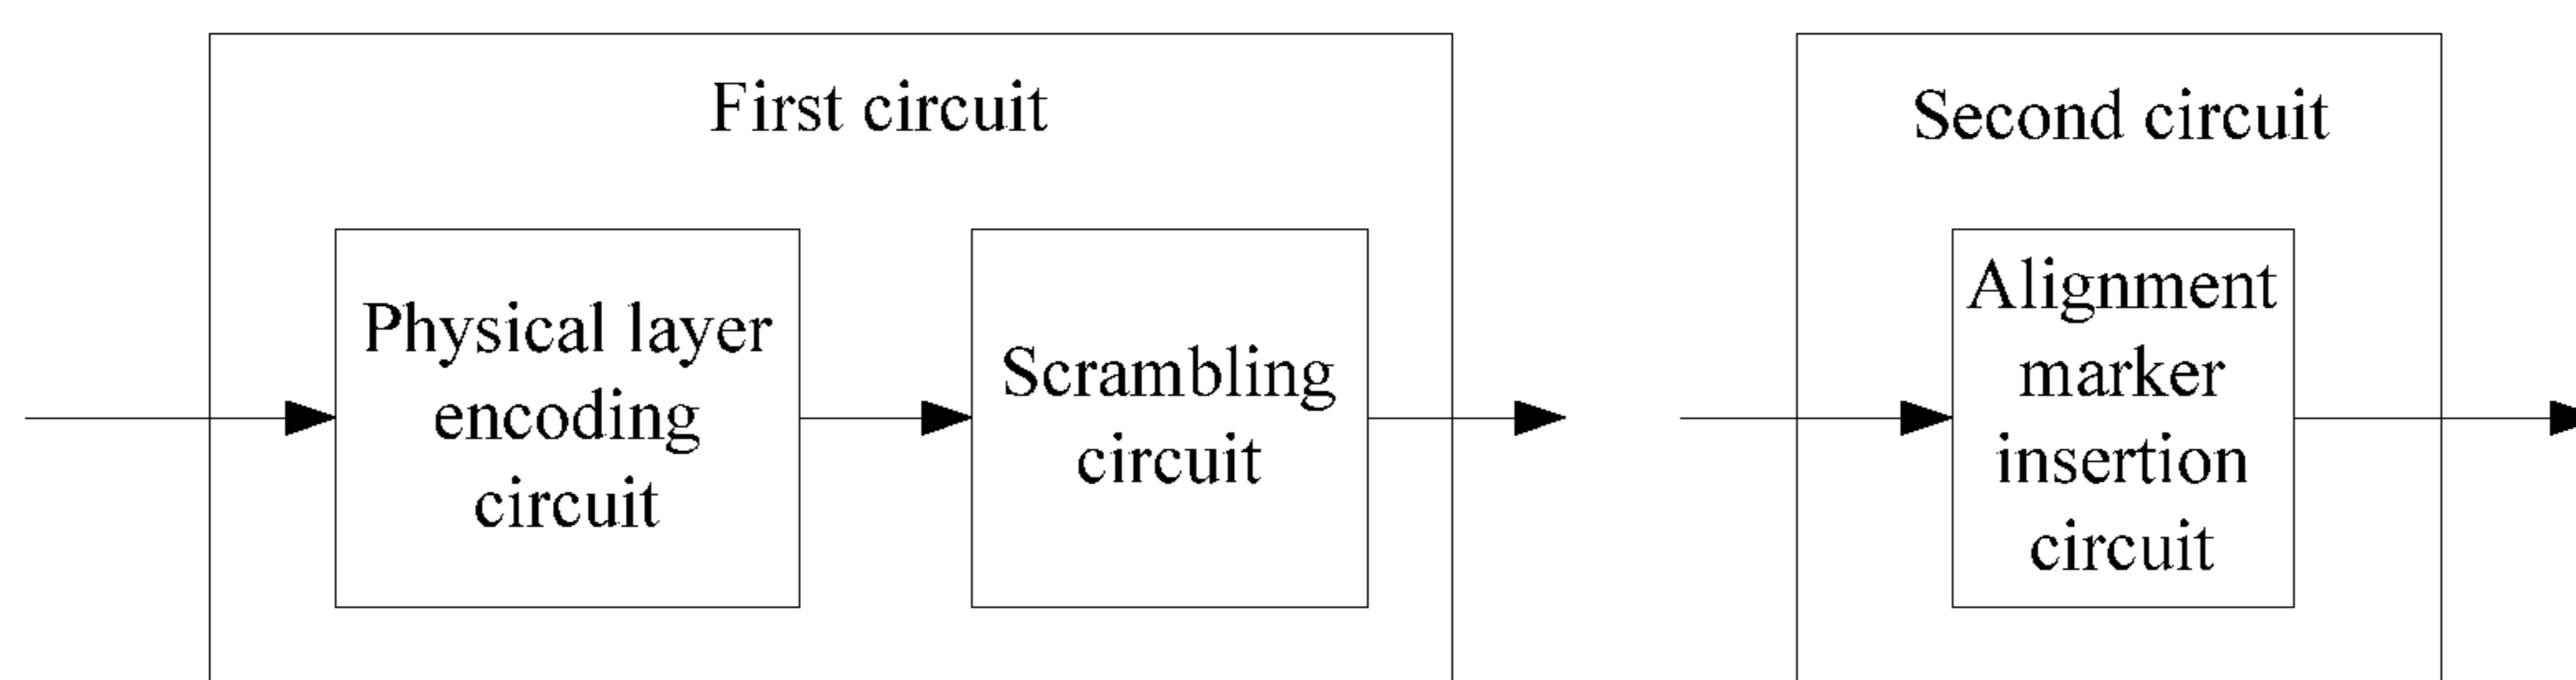 First circuit
Physical layer
encoding
circuit
Scrambling
circuit
Second circuit
Alignment
marker
insertion
circuit